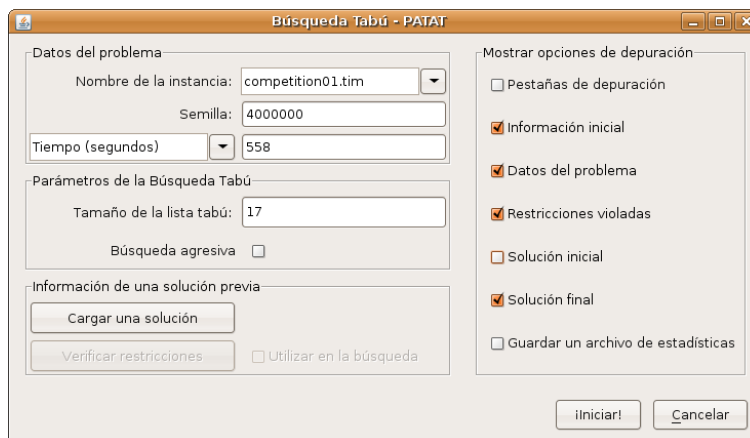 Búsqueda Tabú - PATAT
Datos del problema
Nombre de la instancia: competition01.tim
Semilla: 4000000
Tiempo (segundos) 558
Parámetros de la Búsqueda Tabú
Tamaño de la lista tabú: 17
Búsqueda agresiva
Información de una solución previa
Cargar una solución
Verificar restricciones Utilizar en la búsqueda
Mostrar opciones de depuración
Pestañas de depuración
Información inicial
Datos del problema
Restricciones violadas
Solución inicial
Solución final
Guardar un archivo de estadísticas
¡Iniciar! Cancelar